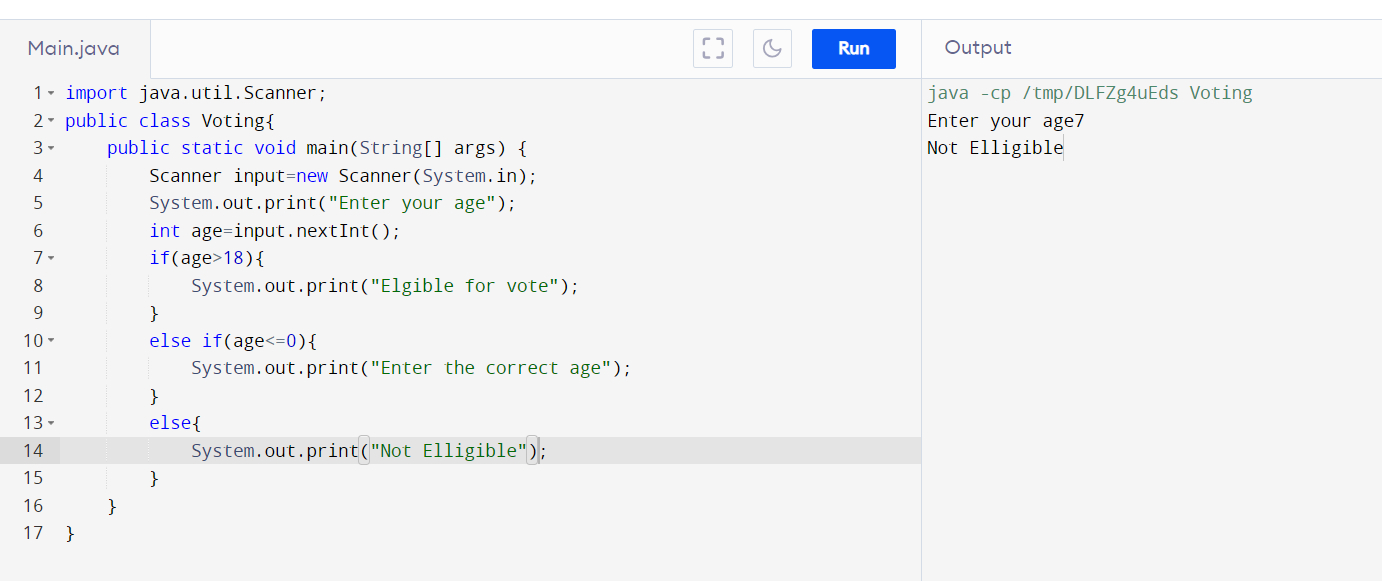 Main.java
Run
Output
1 import java.util.Scanner;
2 public class Voting{
3     public static void main(String[] args) {
4         Scanner input=new Scanner(System.in);
5         System.out.print("Enter your age");
6         int age=input.nextInt();
7         if(age>18){
8             System.out.print("Elgible for vote");
9         }
10         else if(age<=0){
11             System.out.print("Enter the correct age");
12         }
13         else{
14             System.out.print("Not Elligible");
15         }
16     }
17 }
java -cp /tmp/DLFZg4uEds Voting
Enter your age7
Not Elligible